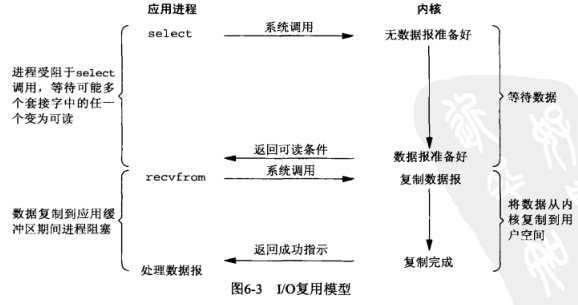 应用进程 内核
select 系统调用 无数据报准备好
进程受阻于select
调用，等待可能多
个套接字中的任一
个变为可读
等待数据
返回可读条件 数据报准备好
recvfrom 系统调用 复制数据报
数据复制到应用缓
冲区期间进程阻塞
将数据从内
核复制到用
户空间
返回成功指示
处理数据报 复制完成
图6-3 I/O复用模型